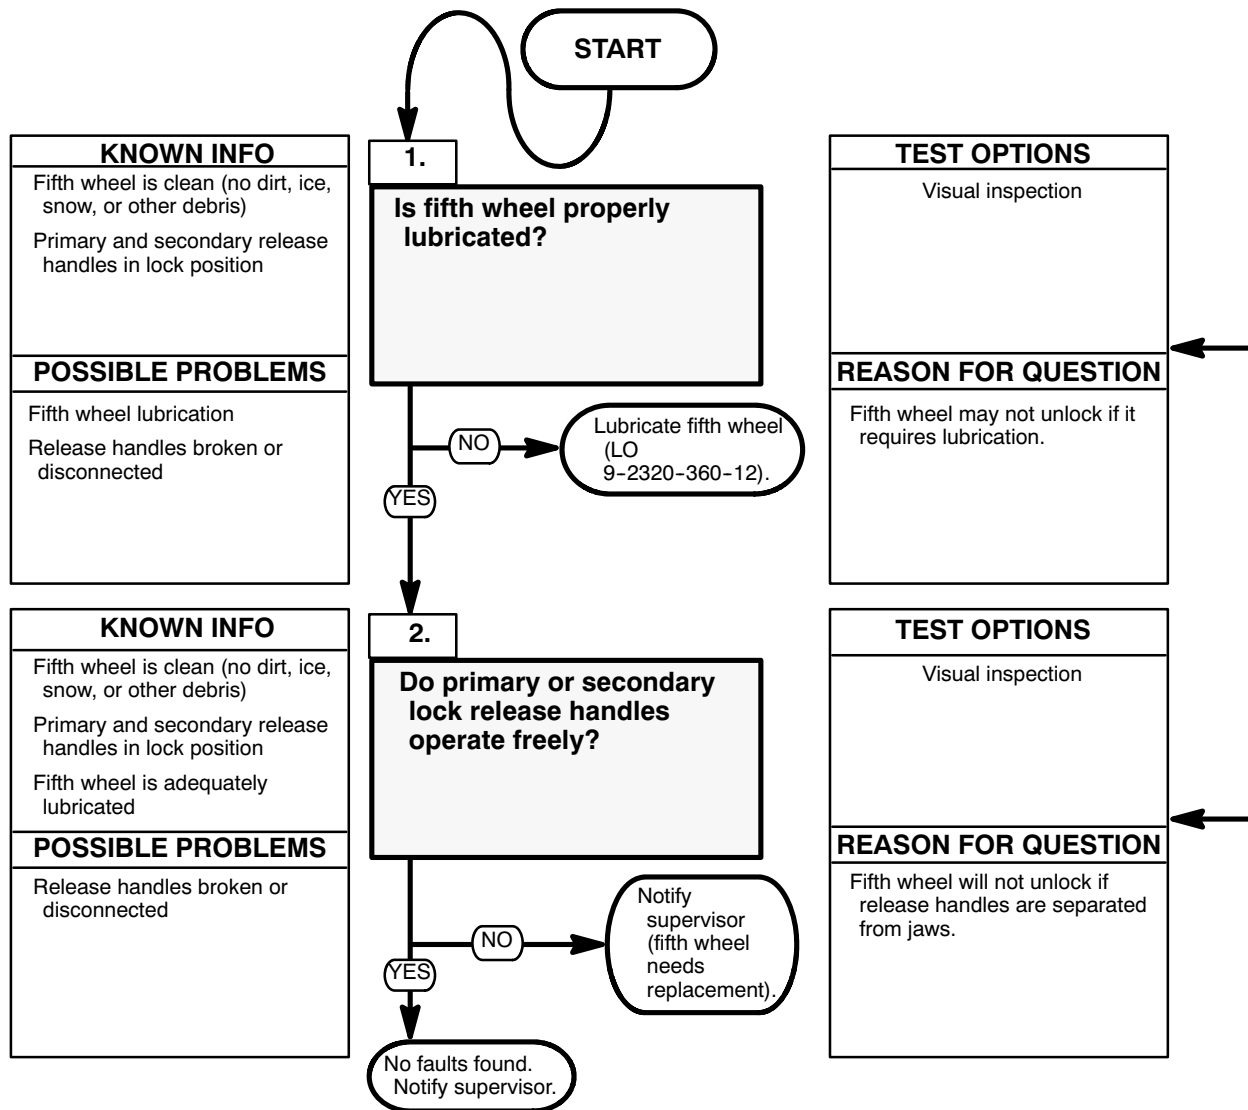 START
KNOWN INFO
Fifth wheel is clean (no dirt, ice,
snow, or other debris)
Primary and secondary release
handles in lock position
POSSIBLE PROBLEMS
Fifth wheel lubrication
Release handles broken or
disconnected
1.
Is fifth wheel properly
lubricated?
NO
Lubricate fifth wheel
(LO
9-2320-360-12).
YES
TEST OPTIONS
Visual inspection
REASON FOR QUESTION
Fifth wheel may not unlock if it
requires lubrication.
KNOWN INFO
Fifth wheel is clean (no dirt, ice,
snow, or other debris)
Primary and secondary release
handles in lock position
Fifth wheel is adequately
lubricated
POSSIBLE PROBLEMS
Release handles broken or
disconnected
2.
Do primary or secondary
lock release handles
operate freely?
NO
Notify
supervisor
(fifth wheel
needs
replacement).
YES
No faults found.
Notify supervisor.
TEST OPTIONS
Visual inspection
REASON FOR QUESTION
Fifth wheel will not unlock if
release handles are separated
from jaws.